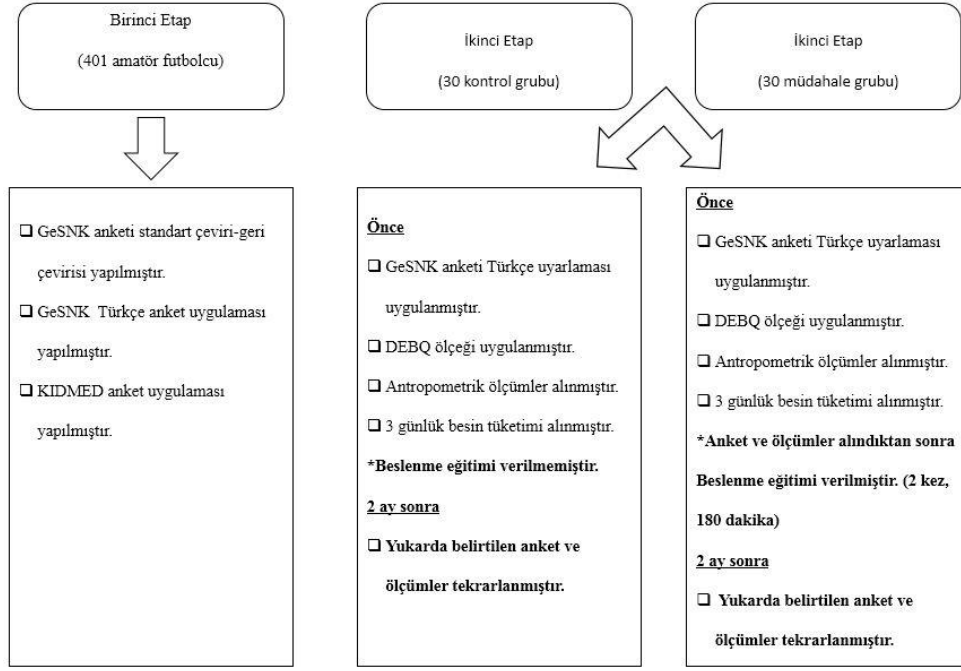 Birinci Etap
(401 amatör futbolcu)
İkinci Etap
(30 kontrol grubu)
İkinci Etap
(30 müdahale grubu)
GeSNK anketi standart çeviri-geri
çevirisi yapılmıştır.
GeSNK Türkçe anket uygulaması
yapılmıştır.
KIDMED anket uygulaması
yapılmıştır.
Önce
GeSNK anketi Türkçe uyarlaması
uygulanmıştır.
DEBQ ölçeği uygulanmıştır.
Antropometrik ölçümler alınmıştır.
3 günlük besin tüketimi alınmıştır.
*Beslenme eğitimi verilmemiştir.
2 ay sonra
Yukarda belirtilen anket ve
ölçümler tekrarlanmıştır.
Önce
GeSNK anketi Türkçe uyarlaması
uygulanmıştır.
DEBQ ölçeği uygulanmıştır.
Antropometrik ölçümler alınmıştır.
3 günlük besin tüketimi alınmıştır.
*Anket ve ölçümler alındıktan sonra
Beslenme eğitimi verilmiştir. (2 kez,
180 dakika)
2 ay sonra
Yukarda belirtilen anket ve
ölçümler tekrarlanmıştır.